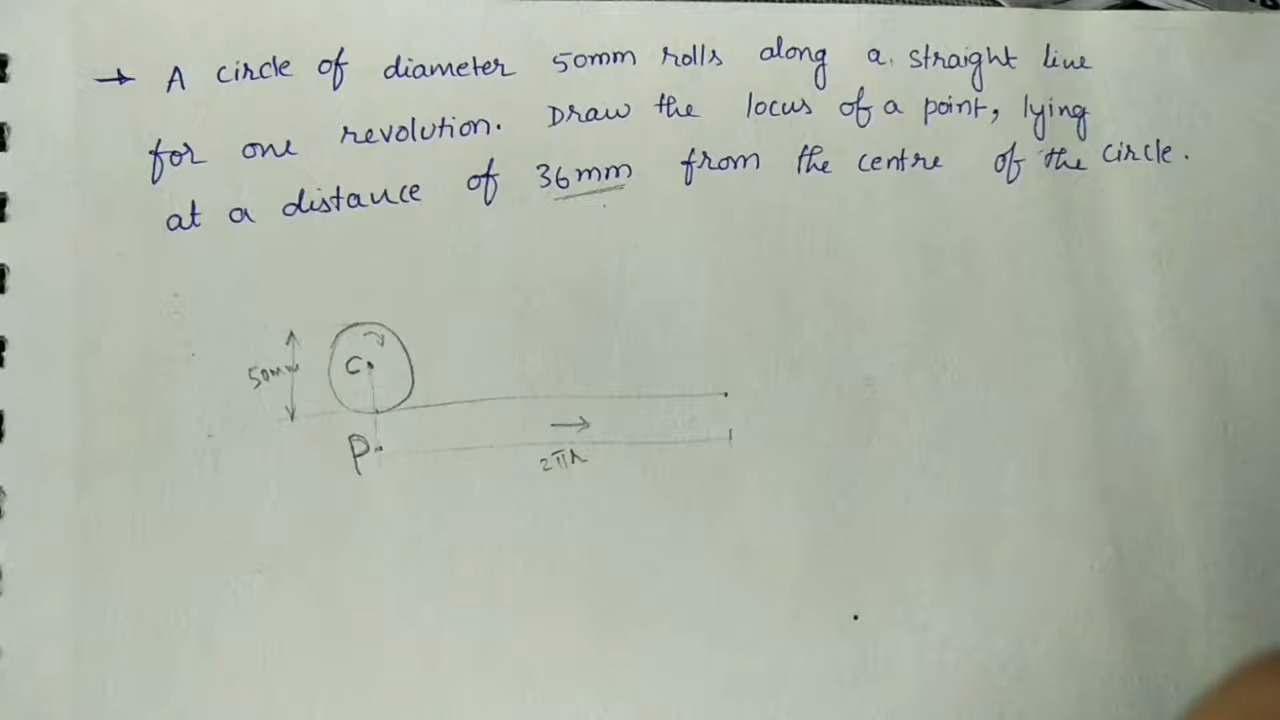 → A circle of diameter 50mm rolls along a straight line
for one revolution. Draw the locus of a point, lying
at a distance of 36mm from the centre of the circle.
50mm
C
P
2πr